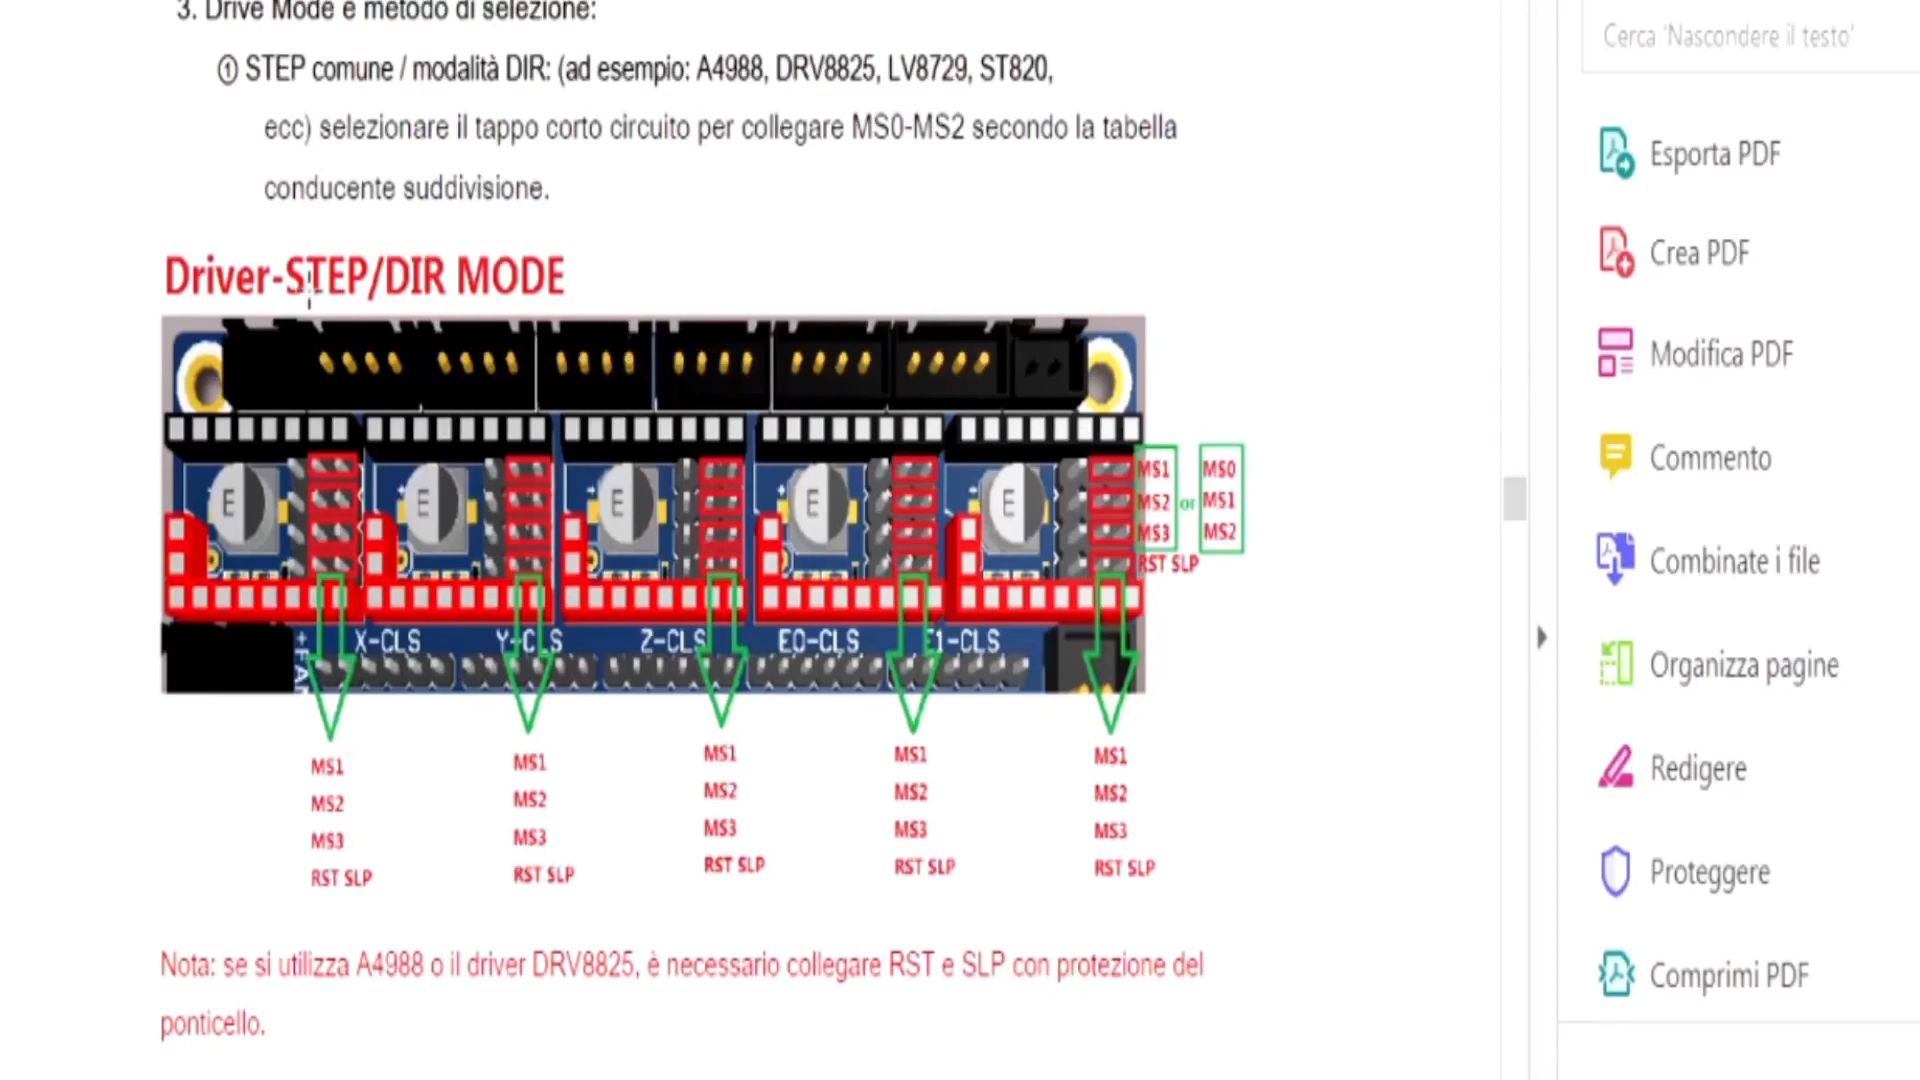 3. Drive Mode e metodo di selezione:
① STEP comune / modalità DIR: (ad esempio: A4988, DRV8825, LV8729, ST820,
ecc) selezionare il tappo corto circuito per collegare MS0-MS2 secondo la tabella
conducente suddivisione.
Driver-STEP/DIR MODE
E E E E E
MS1 MS0
MS2 or MS1
MS3 MS2
RST SLP
X-CLS Y-CLS Z-CLS E0-CLS E1-CLS
MS1 MS1 MS1 MS1 MS1
MS2 MS2 MS2 MS2 MS2
MS3 MS3 MS3 MS3 MS3
RST SLP RST SLP RST SLP RST SLP RST SLP
Nota: se si utilizza A4988 o il driver DRV8825, è necessario collegare RST e SLP con protezione del
ponticello.
Cerca 'Nascondere il testo'
Esporta PDF
Crea PDF
Modifica PDF
Commento
Combinate i file
Organizza pagine
Redigere
Proteggere
Comprimi PDF